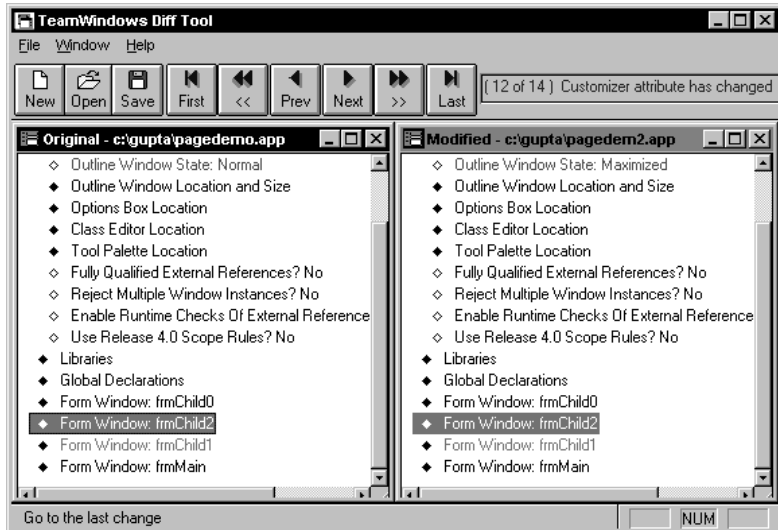 TeamWindows Diff Tool
File Window Help
New Open Save First << Prev Next >> Last
( 12 of 14 ) Customizer attribute has changed
Original - c:\gupta\pagedemo.app
Outline Window State: Normal
Outline Window Location and Size
Options Box Location
Class Editor Location
Tool Palette Location
Fully Qualified External References? No
Reject Multiple Window Instances? No
Enable Runtime Checks Of External Reference
Use Release 4.0 Scope Rules? No
Libraries
Global Declarations
Form Window: frmChild0
Form Window: frmChild2
Form Window: frmChild1
Form Window: frmMain
Modified - c:\gupta\pagedem2.app
Outline Window State: Maximized
Outline Window Location and Size
Options Box Location
Class Editor Location
Tool Palette Location
Fully Qualified External References? No
Reject Multiple Window Instances? No
Enable Runtime Checks Of External Reference
Use Release 4.0 Scope Rules? No
Libraries
Global Declarations
Form Window: frmChild0
Form Window: frmChild2
Form Window: frmChild1
Form Window: frmMain
Go to the last change
NUM